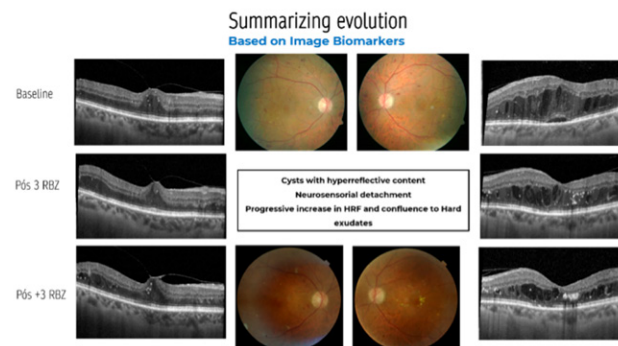 Summarizing evolution
Based on Image Biomarkers
Baseline
Pós 3 RBZ
Cysts with hyperreflective content
Neurosensorial detachment
Progressive increase in HRF and confluence to Hard
exudates
Pós +3 RBZ